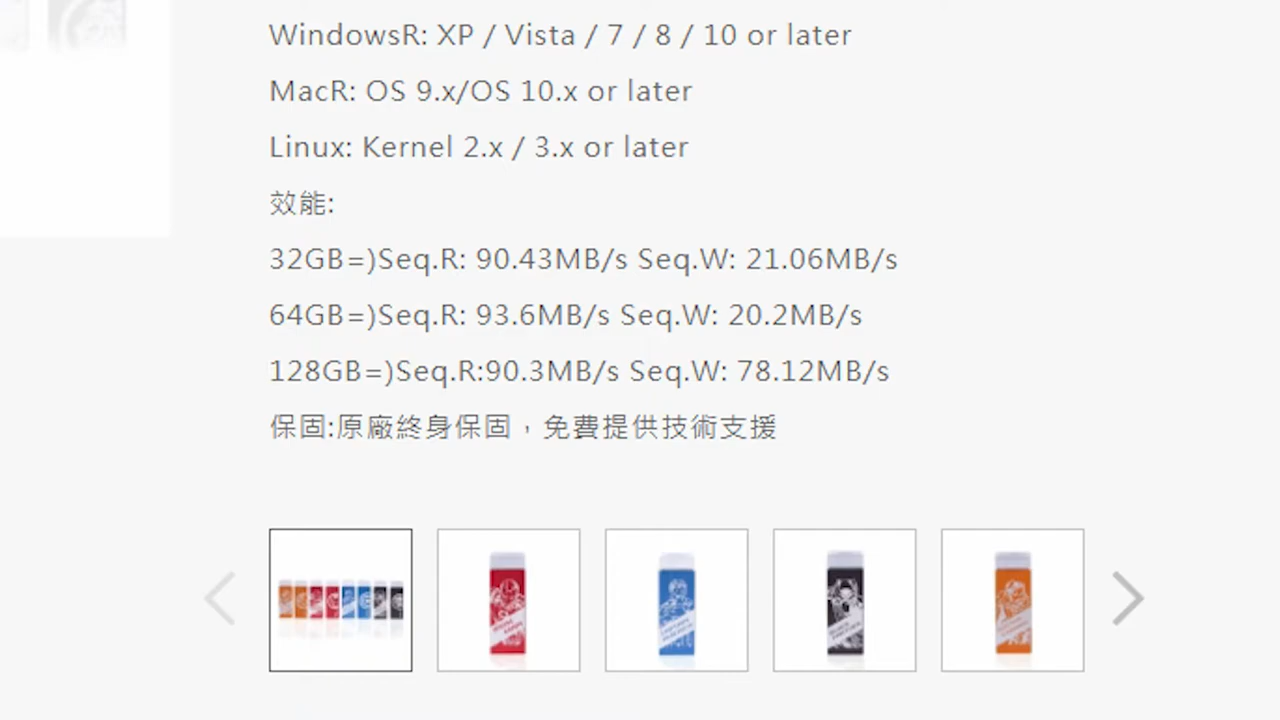 WindowsR: XP / Vista / 7 / 8 / 10 or later
MacR: OS 9.x/OS 10.x or later
Linux: Kernel 2.x / 3.x or later
效能:
32GB=)Seq.R: 90.43MB/s Seq.W: 21.06MB/s
64GB=)Seq.R: 93.6MB/s Seq.W: 20.2MB/s
128GB=)Seq.R:90.3MB/s Seq.W: 78.12MB/s
保固:原廠終身保固，免費提供技術支援